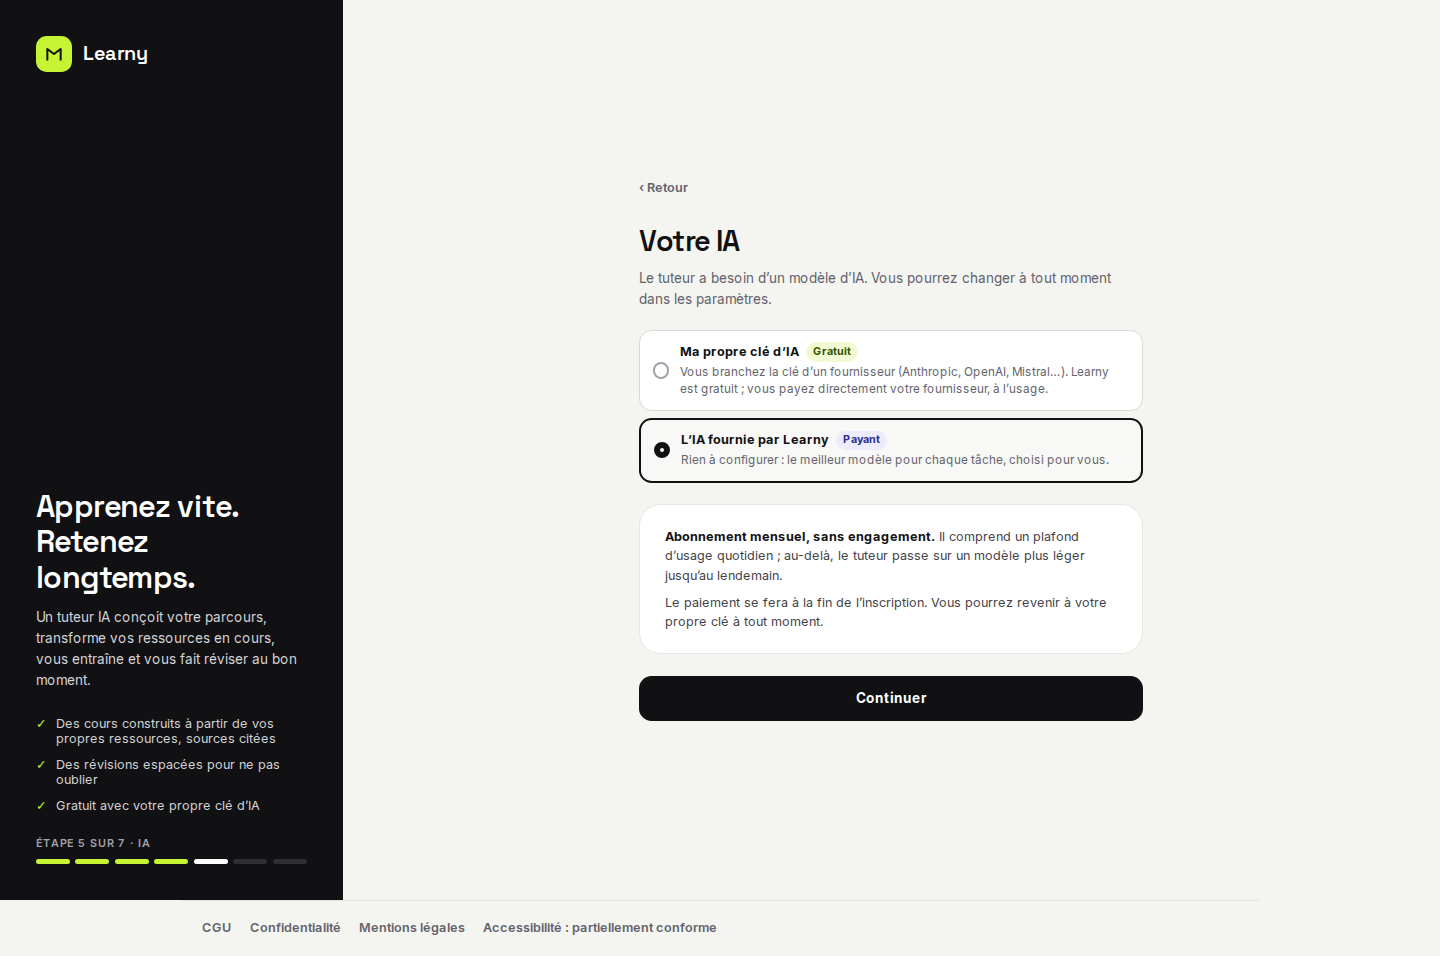 Learny
Apprenez vite.
Retenez
longtemps.
Un tuteur IA conçoit votre parcours,
transforme vos ressources en cours,
vous entraîne et vous fait réviser au bon
moment.
✓ Des cours construits à partir de vos
propres ressources, sources citées
✓ Des révisions espacées pour ne pas
oublier
✓ Gratuit avec votre propre clé d’IA
ÉTAPE 5 SUR 7 · IA
‹ Retour
Votre IA
Le tuteur a besoin d’un modèle d’IA. Vous pourrez changer à tout moment
dans les paramètres.
Ma propre clé d’IA Gratuit
Vous branchez la clé d’un fournisseur (Anthropic, OpenAI, Mistral…). Learny
est gratuit ; vous payez directement votre fournisseur, à l’usage.
L’IA fournie par Learny Payant
Rien à configurer : le meilleur modèle pour chaque tâche, choisi pour vous.
Abonnement mensuel, sans engagement. Il comprend un plafond
d’usage quotidien ; au-delà, le tuteur passe sur un modèle plus léger
jusqu’au lendemain.
Le paiement se fera à la fin de l’inscription. Vous pourrez revenir à votre
propre clé à tout moment.
Continuer
CGU Confidentialité Mentions légales Accessibilité : partiellement conforme